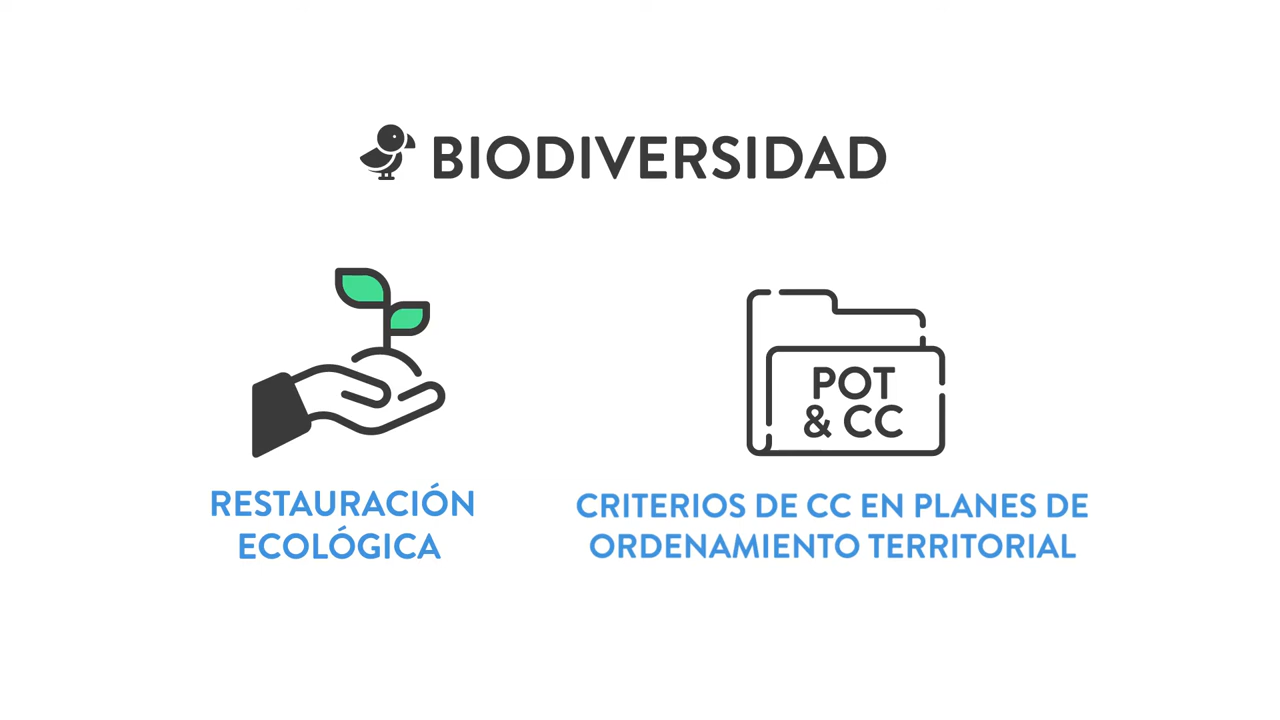 BIODIVERSIDAD
POT
& CC
RESTAURACIÓN
ECOLÓGICA
CRITERIOS DE CC EN PLANES DE
ORDENAMIENTO TERRITORIAL